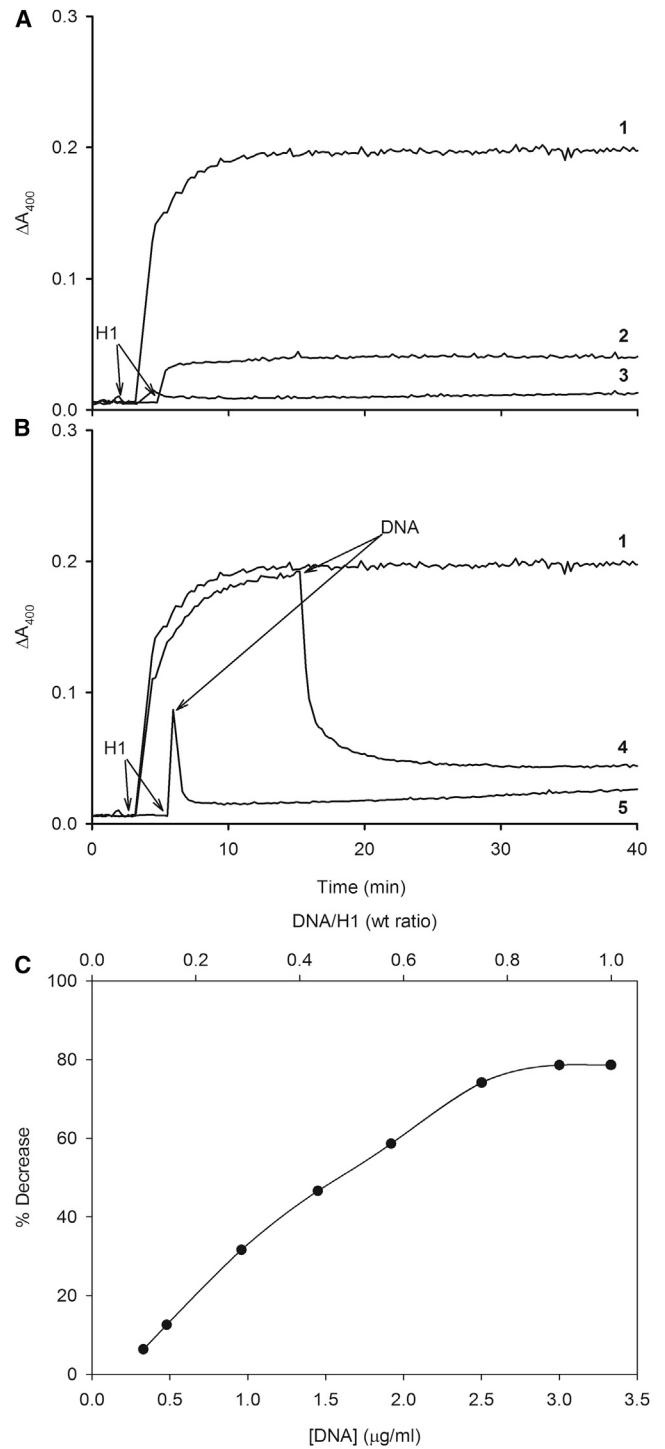 A
0.3
0.2
0.1
0.0
ΔA400
H1
1
2
3
B
0.3
0.2
0.1
0.0
ΔA400
DNA
H1
1
4
5
0 10 20 30 40
Time (min)
DNA/H1 (wt ratio)
C
0.0 0.2 0.4 0.6 0.8 1.0
100
80
60
40
20
0
% Decrease
0.0 0.5 1.0 1.5 2.0 2.5 3.0 3.5
[DNA] (μg/ml)